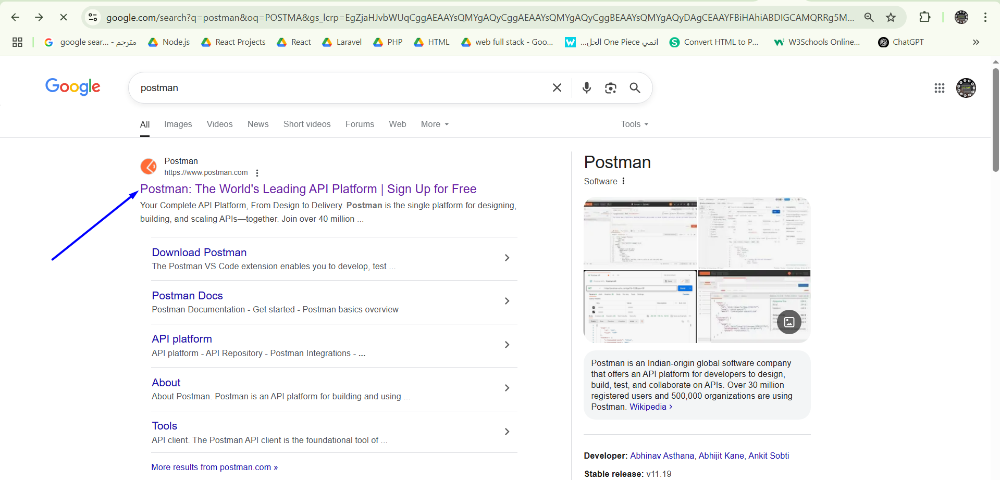 google.com/search?q=postman&oq=POSTMA&gs_lcrp=EgZjaHJvbWUqCggAEAAYsQMYgAQyCggAEAAYsQMYgAQyCggBEAAYsQMYgAQyDAgCEAAYFBiHAhiABDIGCAMQRRg5M...
google sear... - مترجم
Node.js
React Projects
React
Laravel
PHP
HTML
web full stack - Goo...
انمي One Piece الحل...
Convert HTML to P...
W3Schools Online...
ChatGPT
Google
postman
All Images Videos News Short videos Forums Web More Tools
Postman
https://www.postman.com
Postman: The World's Leading API Platform | Sign Up for Free
Your Complete API Platform, From Design to Delivery. Postman is the single platform for designing,
building, and scaling APIs—together. Join over 40 million ...
Download Postman
The Postman VS Code extension enables you to develop, test ...
Postman Docs
Postman Documentation - Get started - Postman basics overview
API platform
API platform - API Repository - Postman Integrations - ...
About
About Postman. Postman is an API platform for building and using ...
Tools
API client. The Postman API client is the foundational tool of ...
More results from postman.com »
Postman
Software
Postman is an Indian-origin global software company
that offers an API platform for developers to design,
build, test, and collaborate on APIs. Over 30 million
registered users and 500,000 organizations are using
Postman. Wikipedia ›
Developer: Abhinav Asthana, Abhijit Kane, Ankit Sobti
Stable release: v11.19